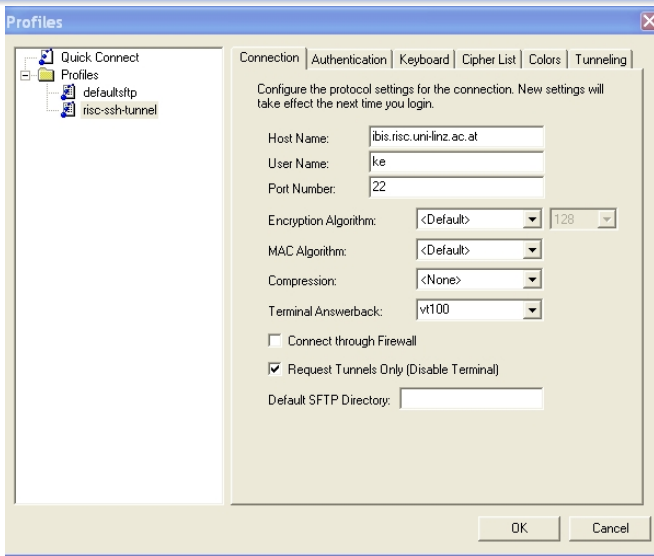 Profiles
Quick Connect
Profiles
defaultsftp
risc-ssh-tunnel
Connection Authentication Keyboard Cipher List Colors Tunneling
Configure the protocol settings for the connection. New settings will
take effect the next time you login.
Host Name: ibis.risc.uni-linz.ac.at
User Name: ke
Port Number: 22
Encryption Algorithm: <Default> 128
MAC Algorithm: <Default>
Compression: <None>
Terminal Answerback: vt100
Connect through Firewall
Request Tunnels Only (Disable Terminal)
Default SFTP Directory:
OK Cancel